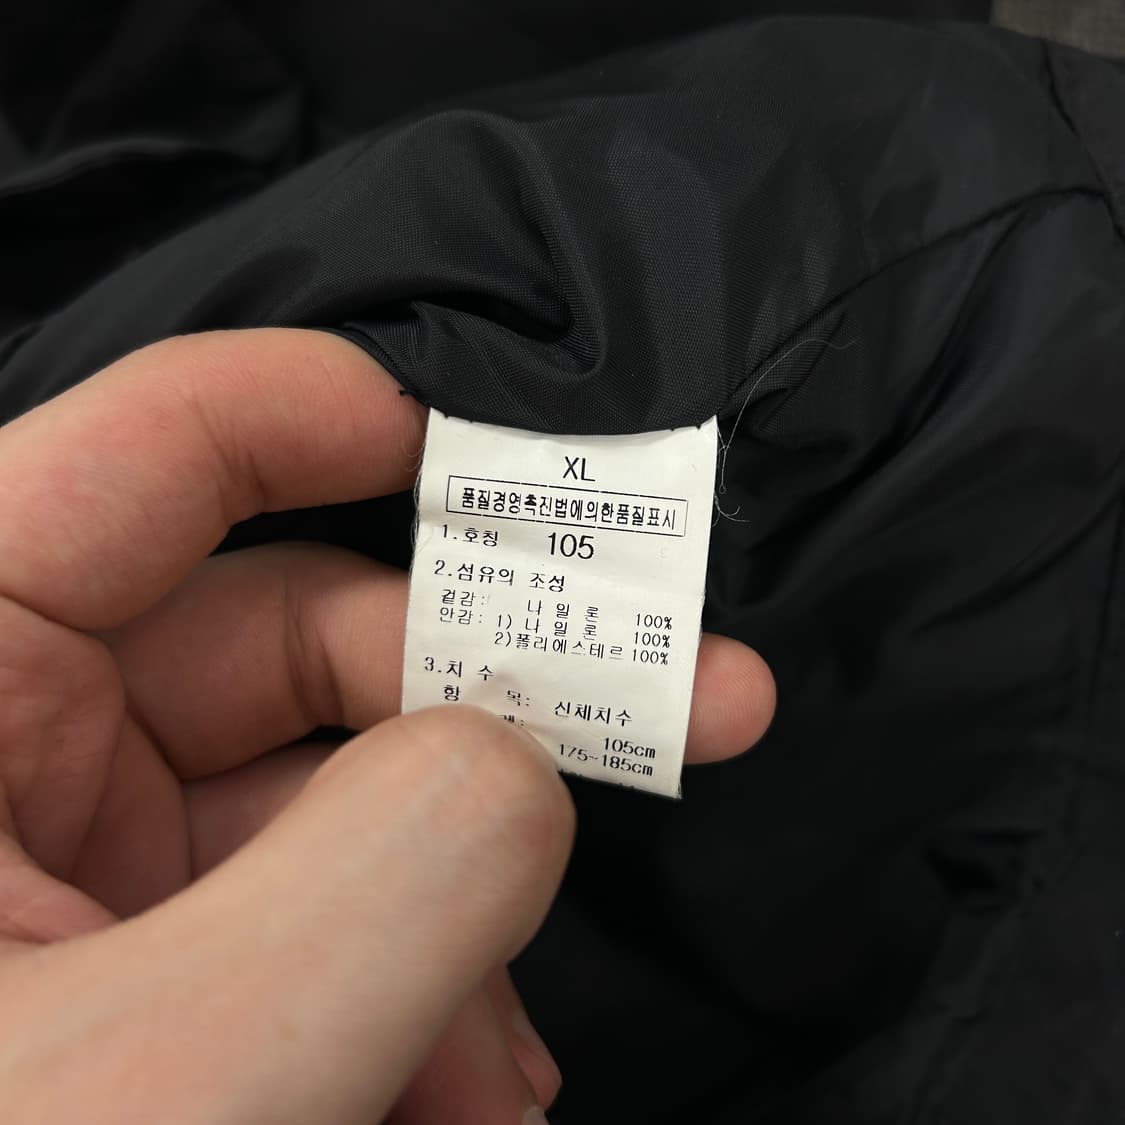 XL
품질경영촉진법에의한품질표시
1.호칭 105
2.섬유의 조성
겉감: 나 일 론 100%
안감: 1) 나 일 론 100%
2)폴리에스테르 100%
3.치 수
항 목: 신체치수
레: 105cm
175~185cm